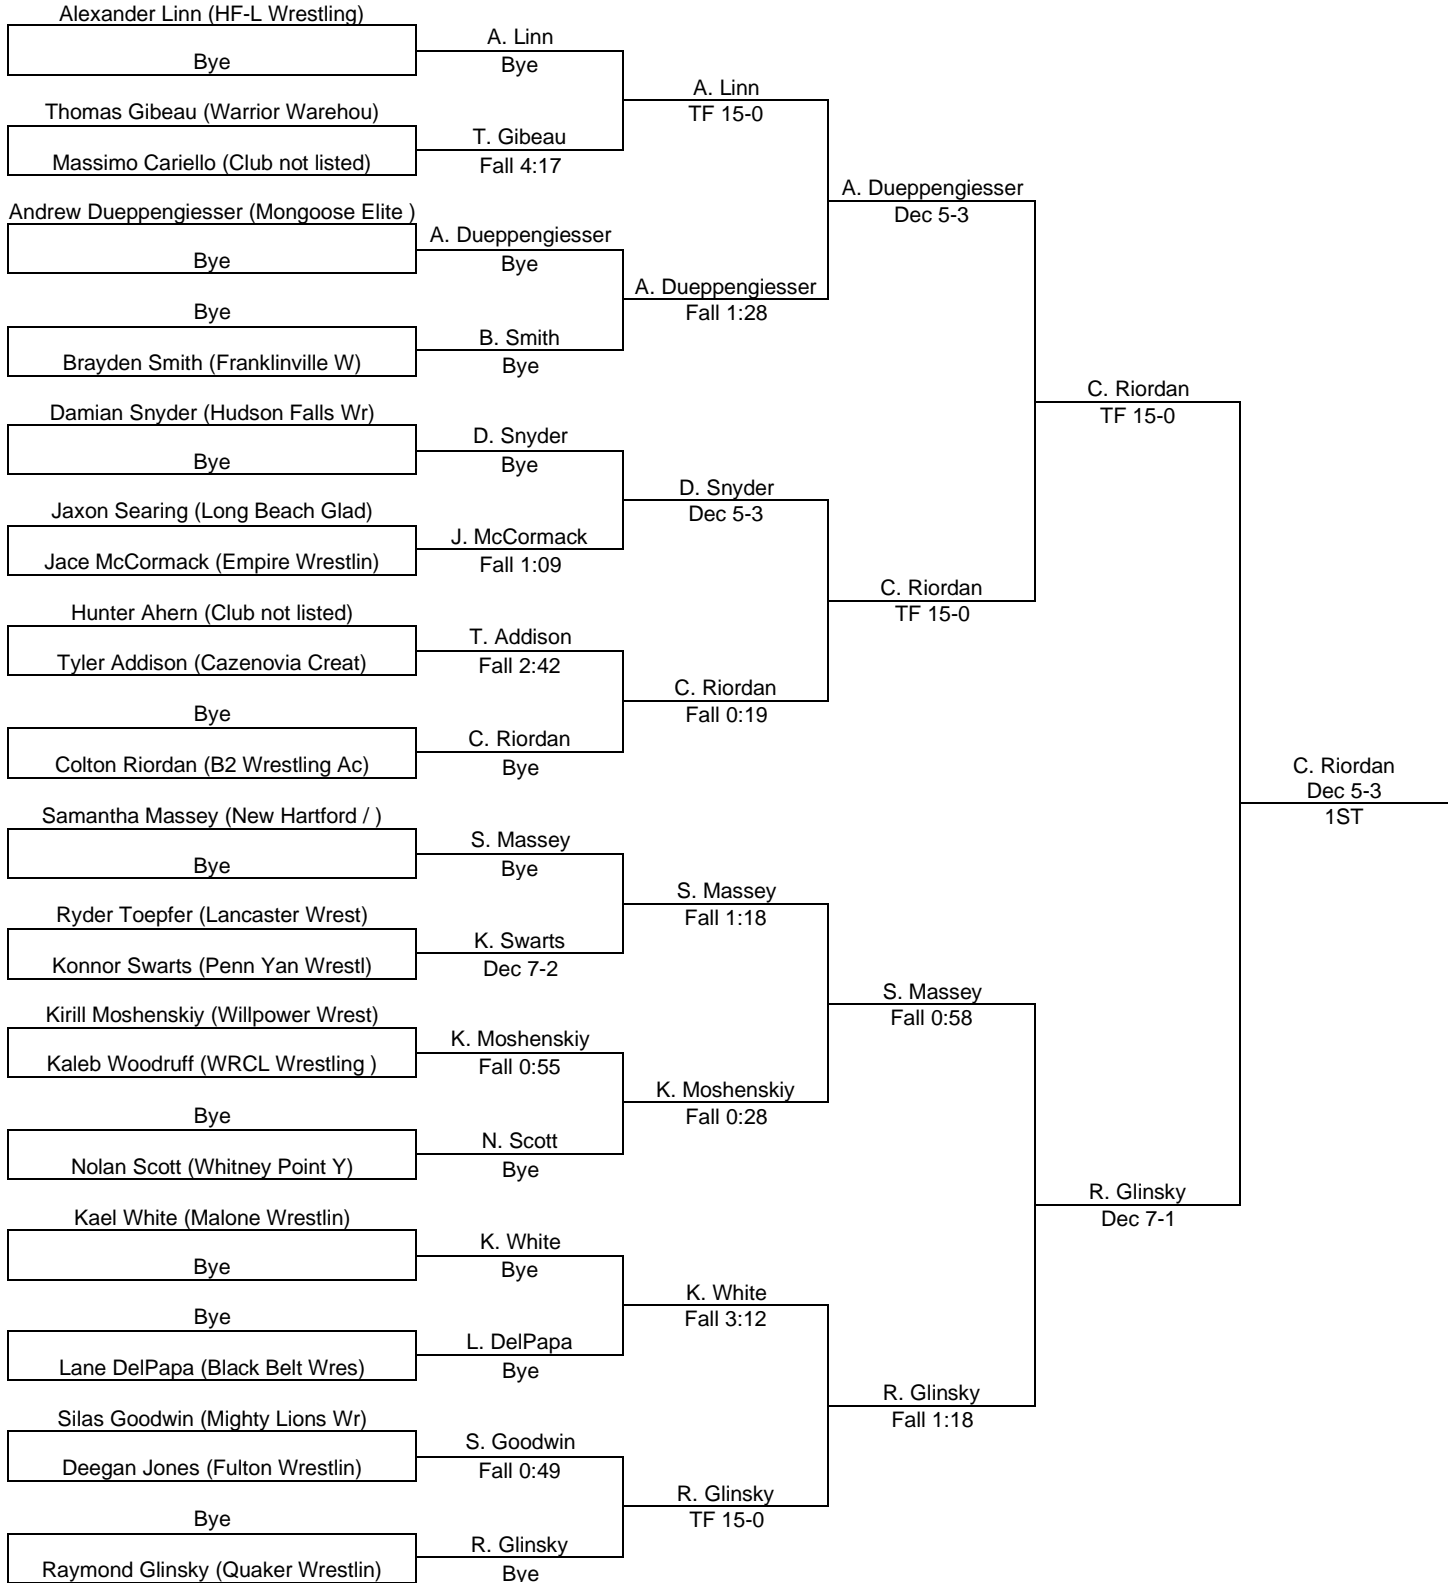 Alexander Linn (HF-L Wrestling)
Bye
Thomas Gibeau (Warrior Warehou)
Massimo Cariello (Club not listed)
Andrew Dueppengiesser (Mongoose Elite )
Bye
Bye
Brayden Smith (Franklinville W)
Damian Snyder (Hudson Falls Wr)
Bye
Jaxon Searing (Long Beach Glad)
Jace McCormack (Empire Wrestlin)
Hunter Ahern (Club not listed)
Tyler Addison (Cazenovia Creat)
Bye
Colton Riordan (B2 Wrestling Ac)
Samantha Massey (New Hartford / )
Bye
Ryder Toepfer (Lancaster Wrest)
Konnor Swarts (Penn Yan Wrestl)
Kirill Moshenskiy (Willpower Wrest)
Kaleb Woodruff (WRCL Wrestling )
Bye
Nolan Scott (Whitney Point Y)
Kael White (Malone Wrestlin)
Bye
Bye
Lane DelPapa (Black Belt Wres)
Silas Goodwin (Mighty Lions Wr)
Deegan Jones (Fulton Wrestlin)
Bye
Raymond Glinsky (Quaker Wrestlin)
A. Linn
Bye
T. Gibeau
Fall 4:17
A. Dueppengiesser
Bye
B. Smith
Bye
D. Snyder
Bye
J. McCormack
Fall 1:09
T. Addison
Fall 2:42
C. Riordan
Bye
S. Massey
Bye
K. Swarts
Dec 7-2
K. Moshenskiy
Fall 0:55
N. Scott
Bye
K. White
Bye
L. DelPapa
Bye
S. Goodwin
Fall 0:49
R. Glinsky
Bye
A. Linn
TF 15-0
A. Dueppengiesser
Fall 1:28
D. Snyder
Dec 5-3
C. Riordan
Fall 0:19
S. Massey
Fall 1:18
K. Moshenskiy
Fall 0:28
K. White
Fall 3:12
R. Glinsky
TF 15-0
A. Dueppengiesser
Dec 5-3
C. Riordan
TF 15-0
S. Massey
Fall 0:58
R. Glinsky
Fall 1:18
C. Riordan
TF 15-0
R. Glinsky
Dec 7-1
C. Riordan
Dec 5-3
1ST